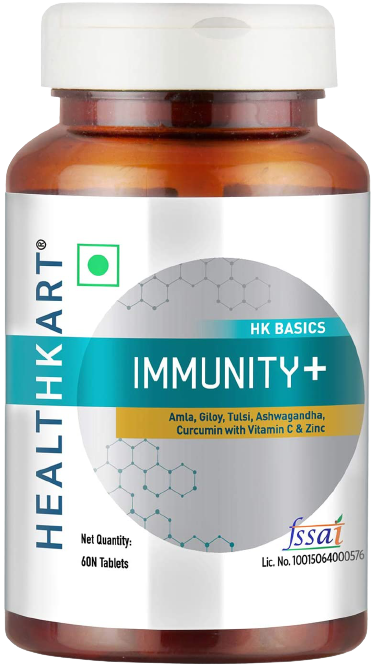 HEALTHKART®
HK BASICS
IMMUNITY+
Amla, Giloy, Tulsi, Ashwagandha,
Curcumin with Vitamin C & Zinc
Net Quantity:
60N Tablets
fssai
Lic. No. 10015064000576